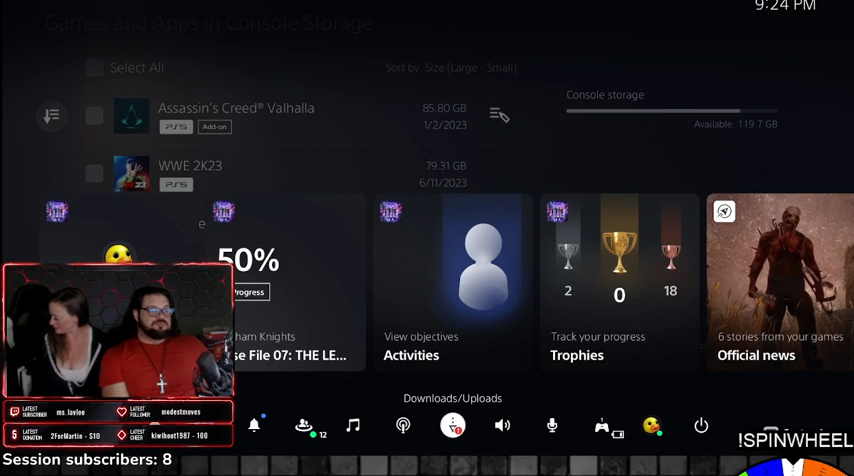 Games and Apps in Console Storage
9:24 PM
Select All
Sort by: Size (Large - Small)
Assassin's Creed® Valhalla
PS5
Add-on
85.80 GB
1/2/2023
Console storage
Available: 119.7 GB
WWE 2K23
PS5
79.31 GB
6/11/2023
e
50%
Progress
ham Knights
se File 07: THE LE...
View objectives
Activities
2
0
18
Track your progress
Trophies
6 stories from your games
Official news
Downloads/Uploads
12
LATEST SUBSCRIBER
ms_lavlee
LATEST FOLLOWER
modestmoves
LATEST DONATION
2ForMartin - $10
LATEST CHEER
kiwihoot1987 - 100
Session subscribers: 8
!SPINWHEEL